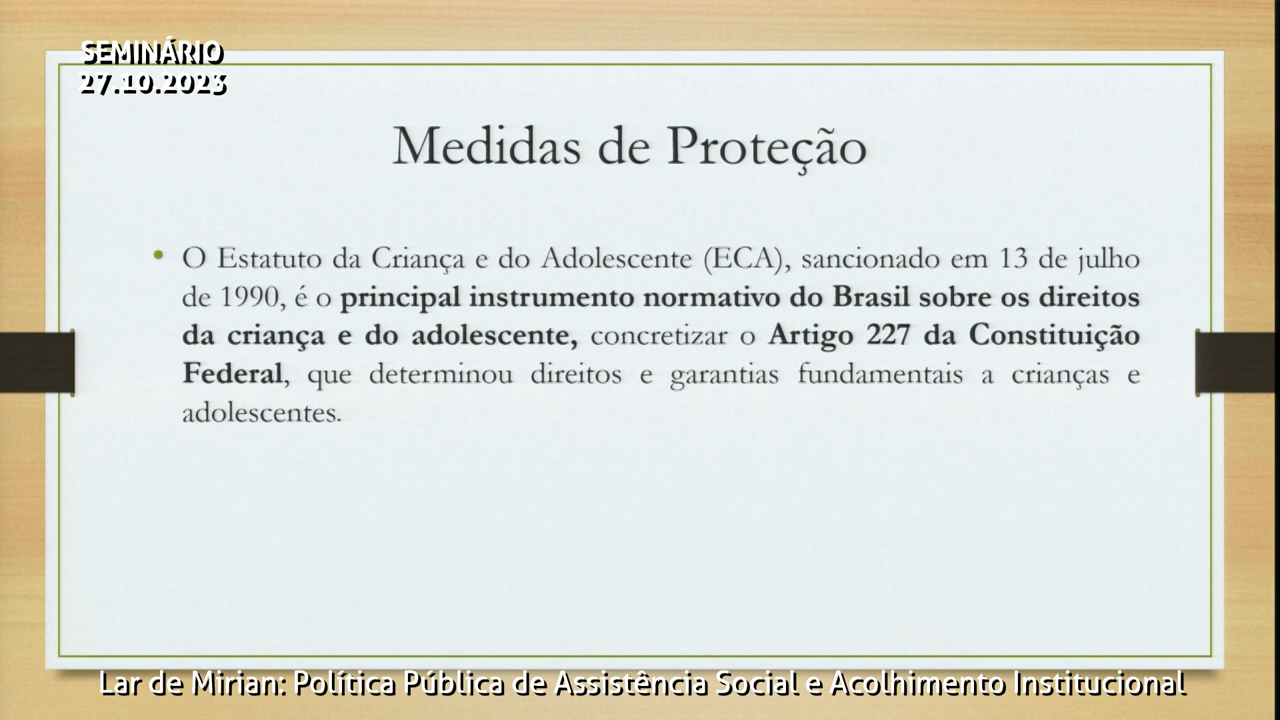 SEMINÁRIO
27.10.2023
Medidas de Proteção
• O Estatuto da Criança e do Adolescente (ECA), sancionado em 13 de julho
de 1990, é o principal instrumento normativo do Brasil sobre os direitos
da criança e do adolescente, concretizar o Artigo 227 da Constituição
Federal, que determinou direitos e garantias fundamentais a crianças e
adolescentes.
Lar de Mirian: Política Pública de Assistência Social e Acolhimento Institucional